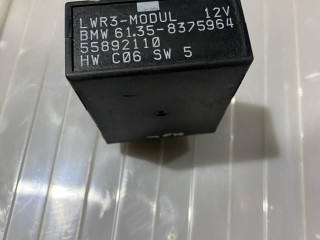 LWR3-MODUL 12V
BMW 61.35-8375964
55892110
HW C06 SW 5